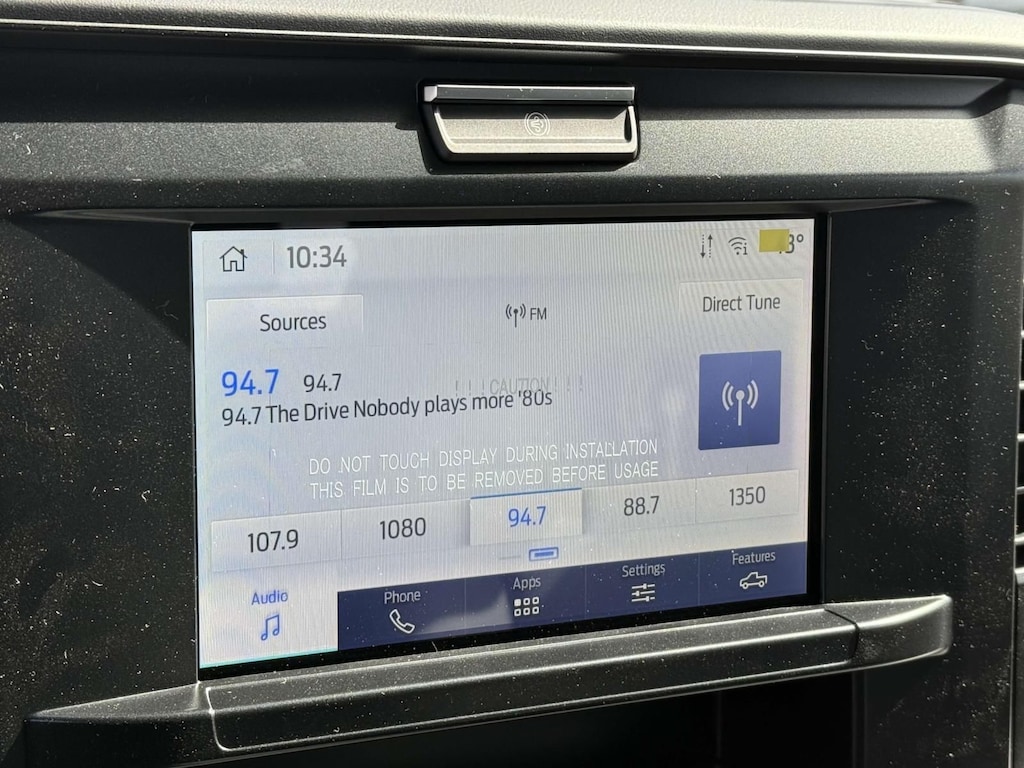 10:34
3°
Sources
FM
Direct Tune
94.7 94.7
! ! ! CAUTION ! ! !
94.7 The Drive Nobody plays more '80s
DO NOT TOUCH DISPLAY DURING INSTALLATION
THIS FILM IS TO BE REMOVED BEFORE USAGE
107.9 1080 94.7 88.7 1350
Audio Phone Apps Settings Features